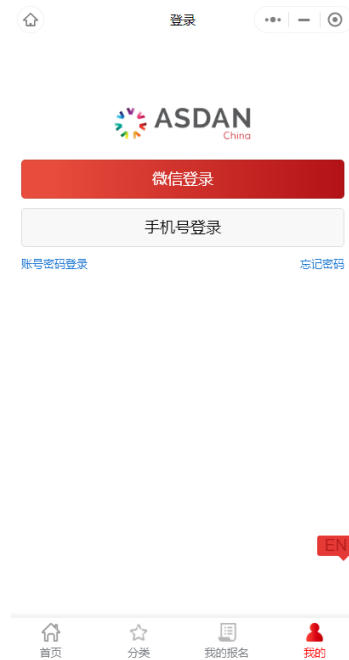 登录
ASDAN
China
微信登录
手机号登录
账号密码登录 忘记密码
EN
首页 分类 我的报名 我的